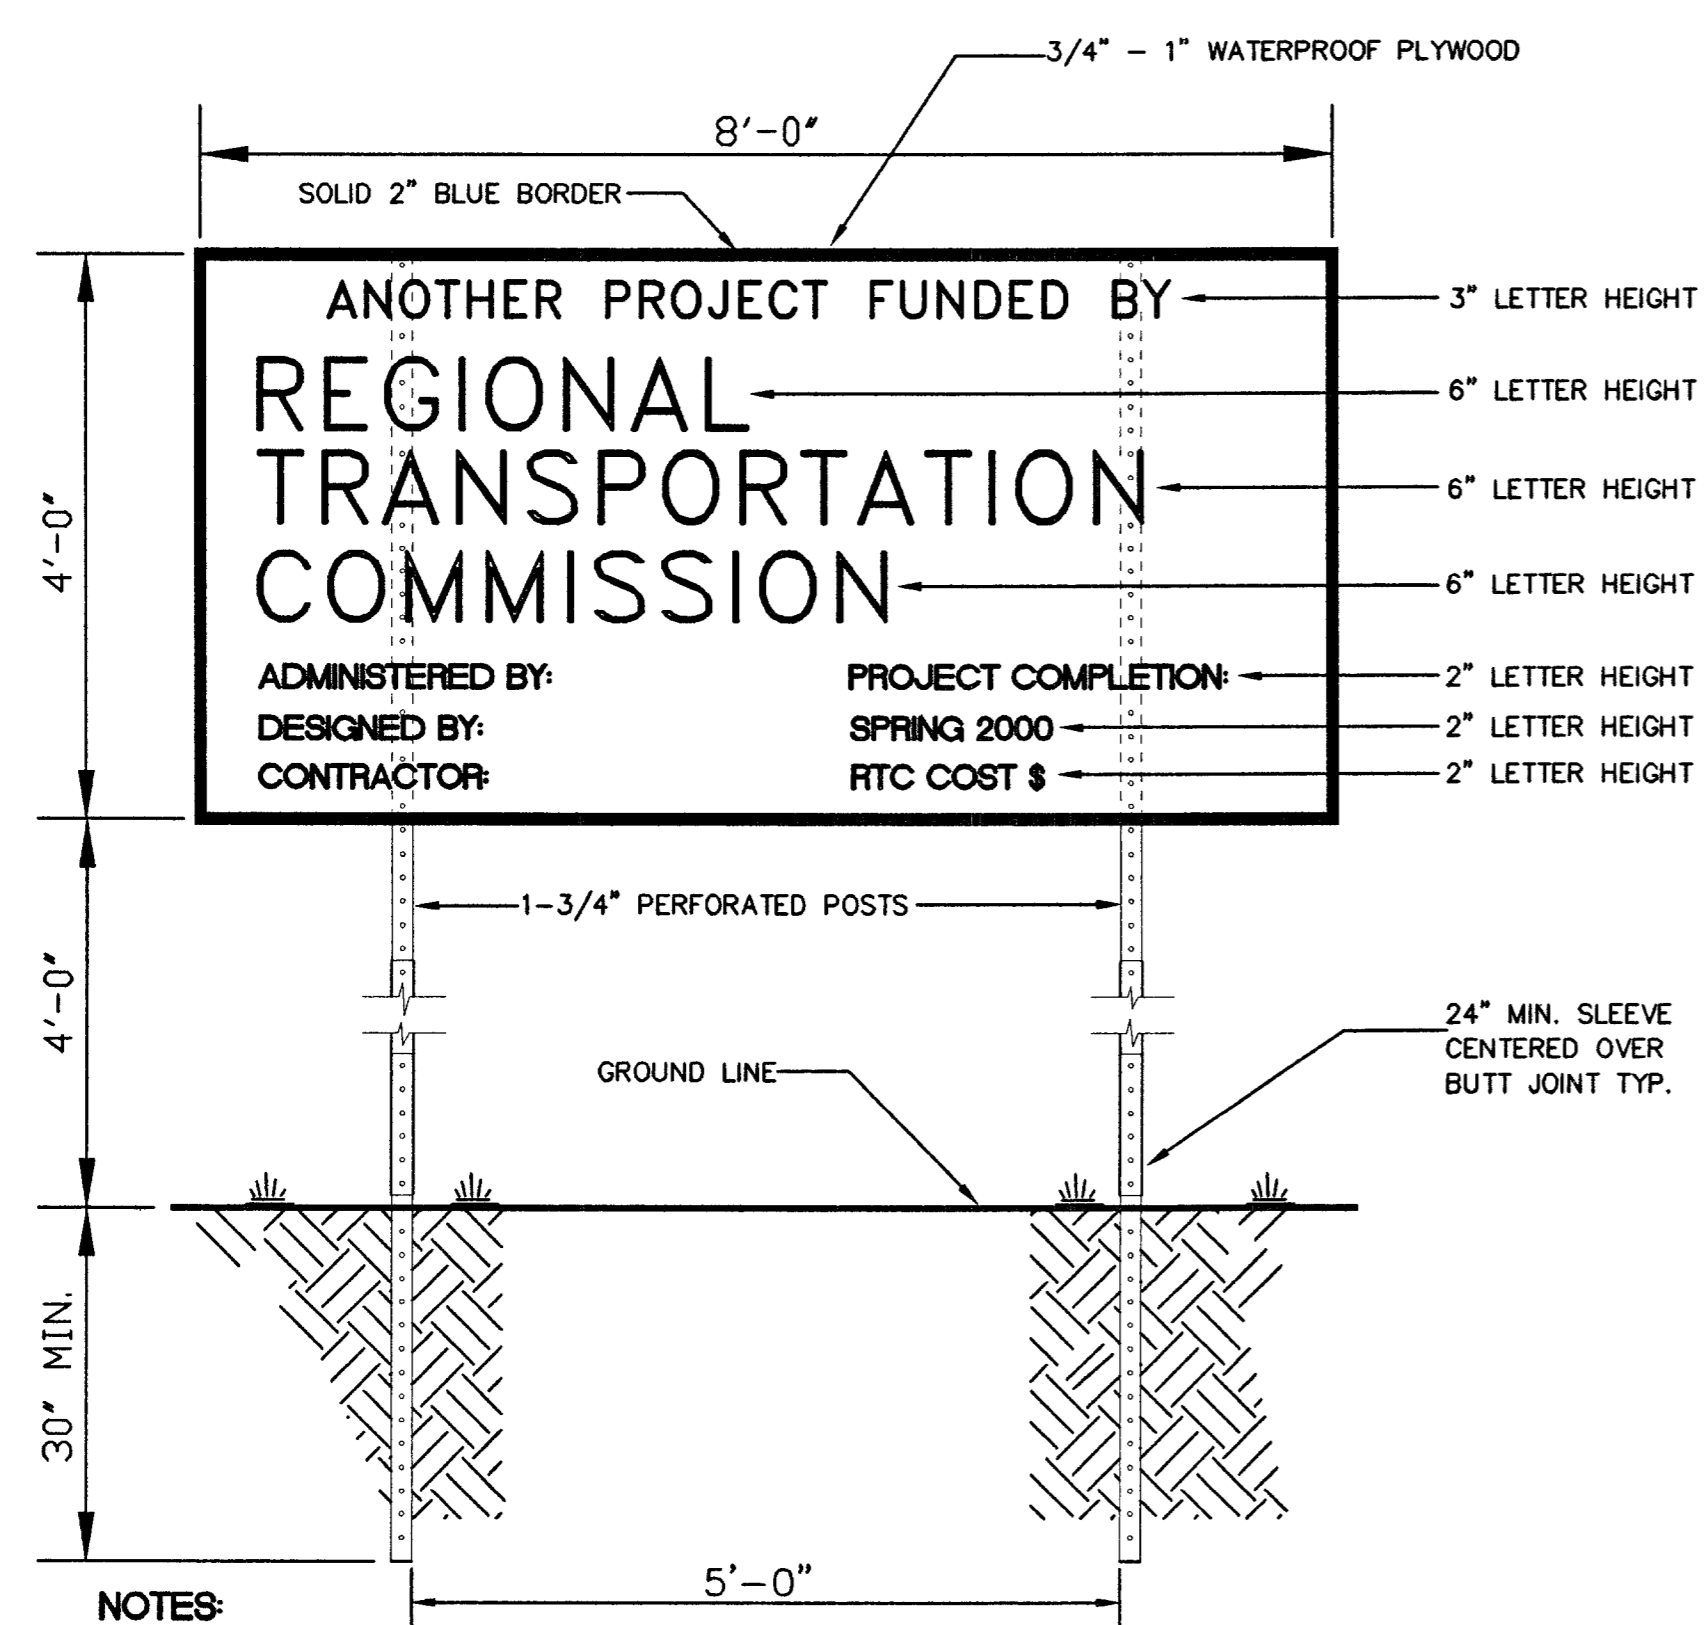 3/4" - 1" WATERPROOF PLYWOOD
8'-0"
SOLID 2" BLUE BORDER
ANOTHER PROJECT FUNDED BY
3" LETTER HEIGHT
REGIONAL
6" LETTER HEIGHT
TRANSPORTATION
6" LETTER HEIGHT
4'-0"
COMMISSION
6" LETTER HEIGHT
ADMINISTERED BY:
PROJECT COMPLETION:
2" LETTER HEIGHT
DESIGNED BY:
SPRING 2000
2" LETTER HEIGHT
CONTRACTOR:
RTC COST $
2" LETTER HEIGHT
1-3/4" PERFORATED POSTS
4'-0"
24" MIN. SLEEVE
CENTERED OVER
BUTT JOINT TYP.
GROUND LINE
30" MIN.
5'-0"
NOTES: